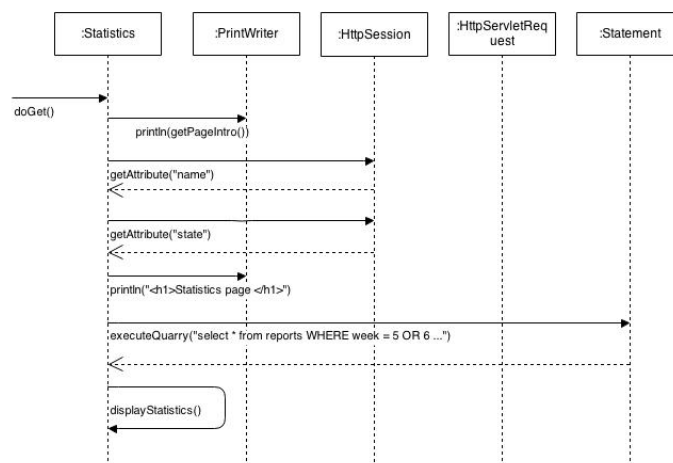 :Statistics
:PrintWriter
:HttpSession
:HttpServletReq
uest
:Statement
doGet()
println(getPageIntro())
getAttribute("name")
getAttribute("state")
println("<h1>Statistics page </h1>")
executeQuarry("select * from reports WHERE week = 5 OR 6 ...")
displayStatistics()